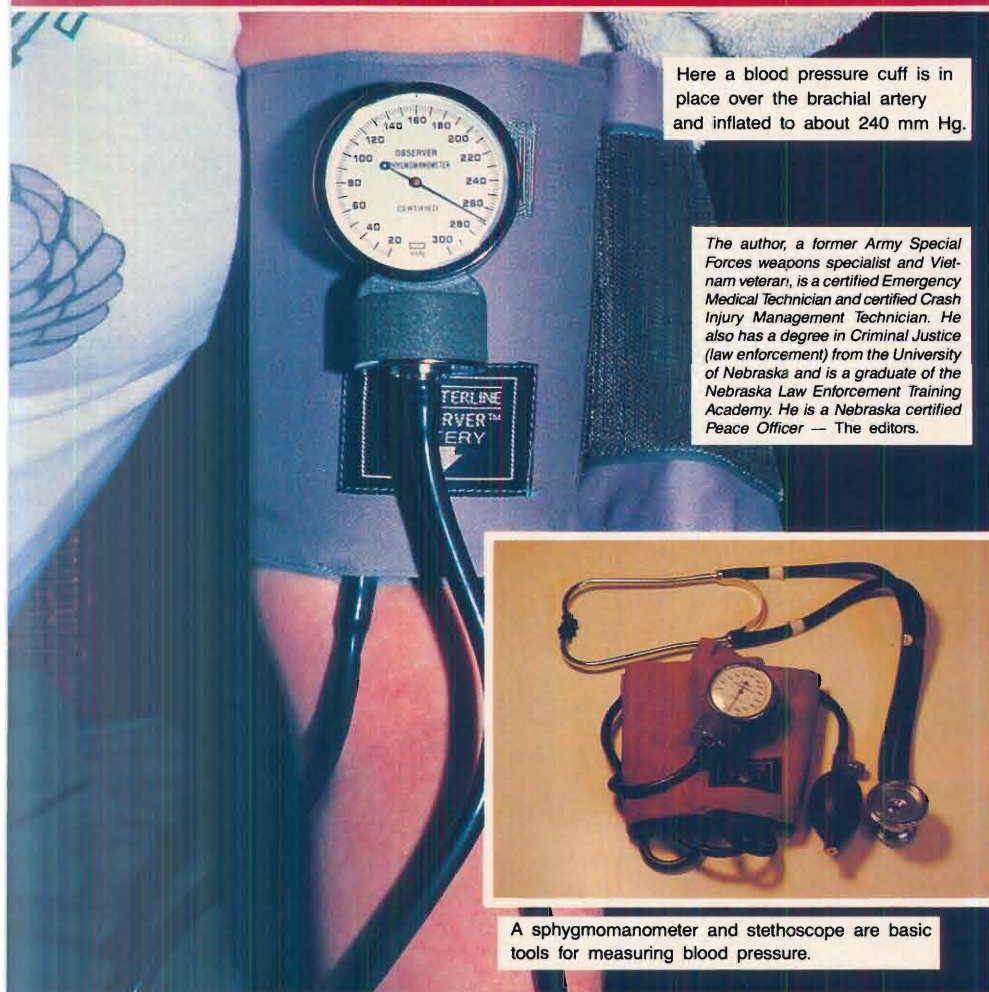 Here a blood pressure cuff is in
place over the brachial artery
and inflated to about 240 mm Hg.
140 160 180
120 200
100 OBSERVER 220
SPHYGMOMANOMETER
80 240
60 CERTIFIED 260
40 280
20 300
The author, a former Army Special
Forces weapons specialist and Viet-
nam veteran, is a certified Emergency
Medical Technician and certified Crash
Injury Management Technician. He
also has a degree in Criminal Justice
(law enforcement) from the University
of Nebraska and is a graduate of the
Nebraska Law Enforcement Training
Academy. He is a Nebraska certified
Peace Officer — The editors.
TERLINE
RVER™
ERY
A sphygmomanometer and stethoscope are basic
tools for measuring blood pressure.